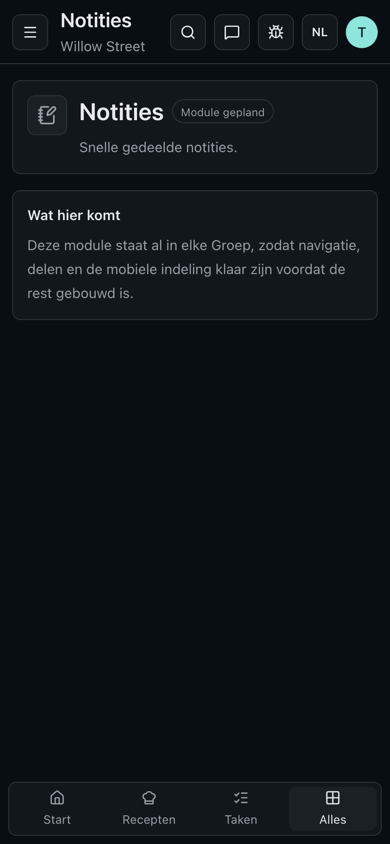 Notities
Willow Street
NL
T
Notities
Module gepland
Snelle gedeelde notities.
Wat hier komt
Deze module staat al in elke Groep, zodat navigatie,
delen en de mobiele indeling klaar zijn voordat de
rest gebouwd is.
Start
Recepten
Taken
Alles